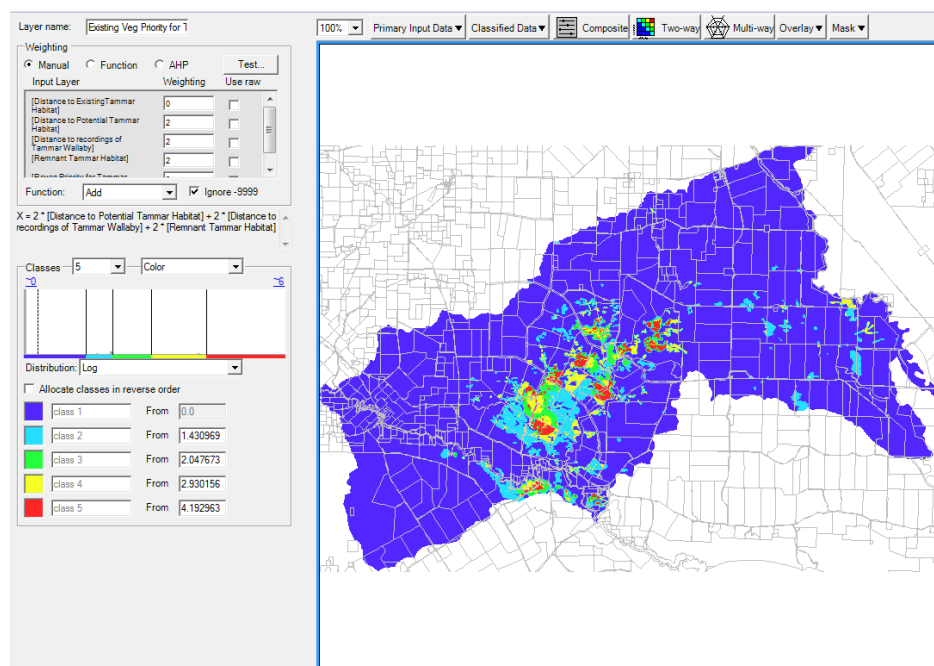 Layer name: Existing Veg Priority for T
100% Primary Input Data Classified Data Composite Two-way Multi-way Overlay Mask
Weighting
Manual Function AHP Test...
Input Layer Weighting Use raw
[Distance to ExistingTammar
Habitat] 0
[Distance to Potential Tammar
Habitat] 2
[Distance to recordings of
Tammar Wallaby] 2
[Remnant Tammar Habitat] 2
Function: Add Ignore -9999
X = 2 * [Distance to Potential Tammar Habitat] + 2 * [Distance to
recordings of Tammar Wallaby] + 2 * [Remnant Tammar Habitat]
Classes 5 Color
~0 ~6
Distribution: Log
Allocate classes in reverse order
class 1 From 0.0
class 2 From 1.430969
class 3 From 2.047673
class 4 From 2.930156
class 5 From 4.192963